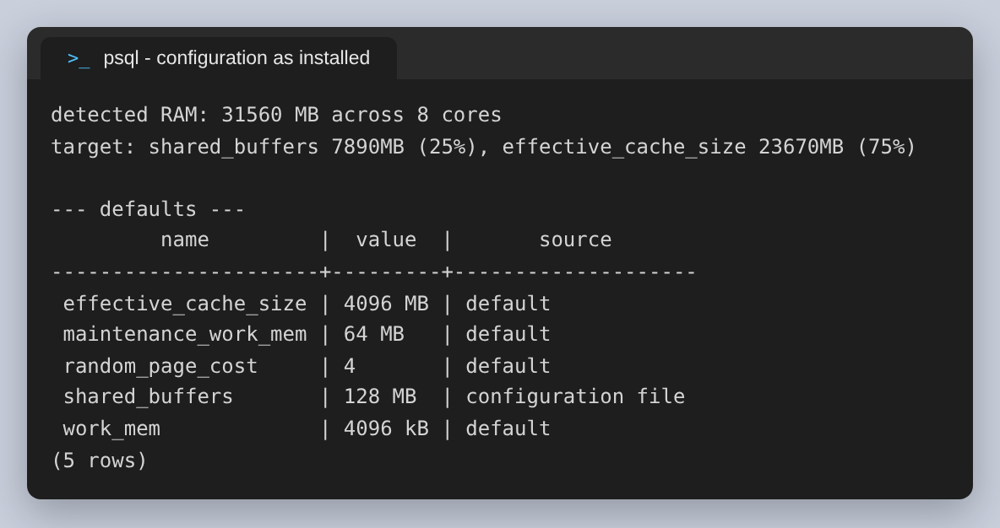 >_ psql - configuration as installed
detected RAM: 31560 MB across 8 cores
target: shared_buffers 7890MB (25%), effective_cache_size 23670MB (75%)

--- defaults ---
         name         |  value  |       source
----------------------+---------+--------------------
 effective_cache_size | 4096 MB | default
 maintenance_work_mem | 64 MB   | default
 random_page_cost     | 4       | default
 shared_buffers       | 128 MB  | configuration file
 work_mem             | 4096 kB | default
(5 rows)